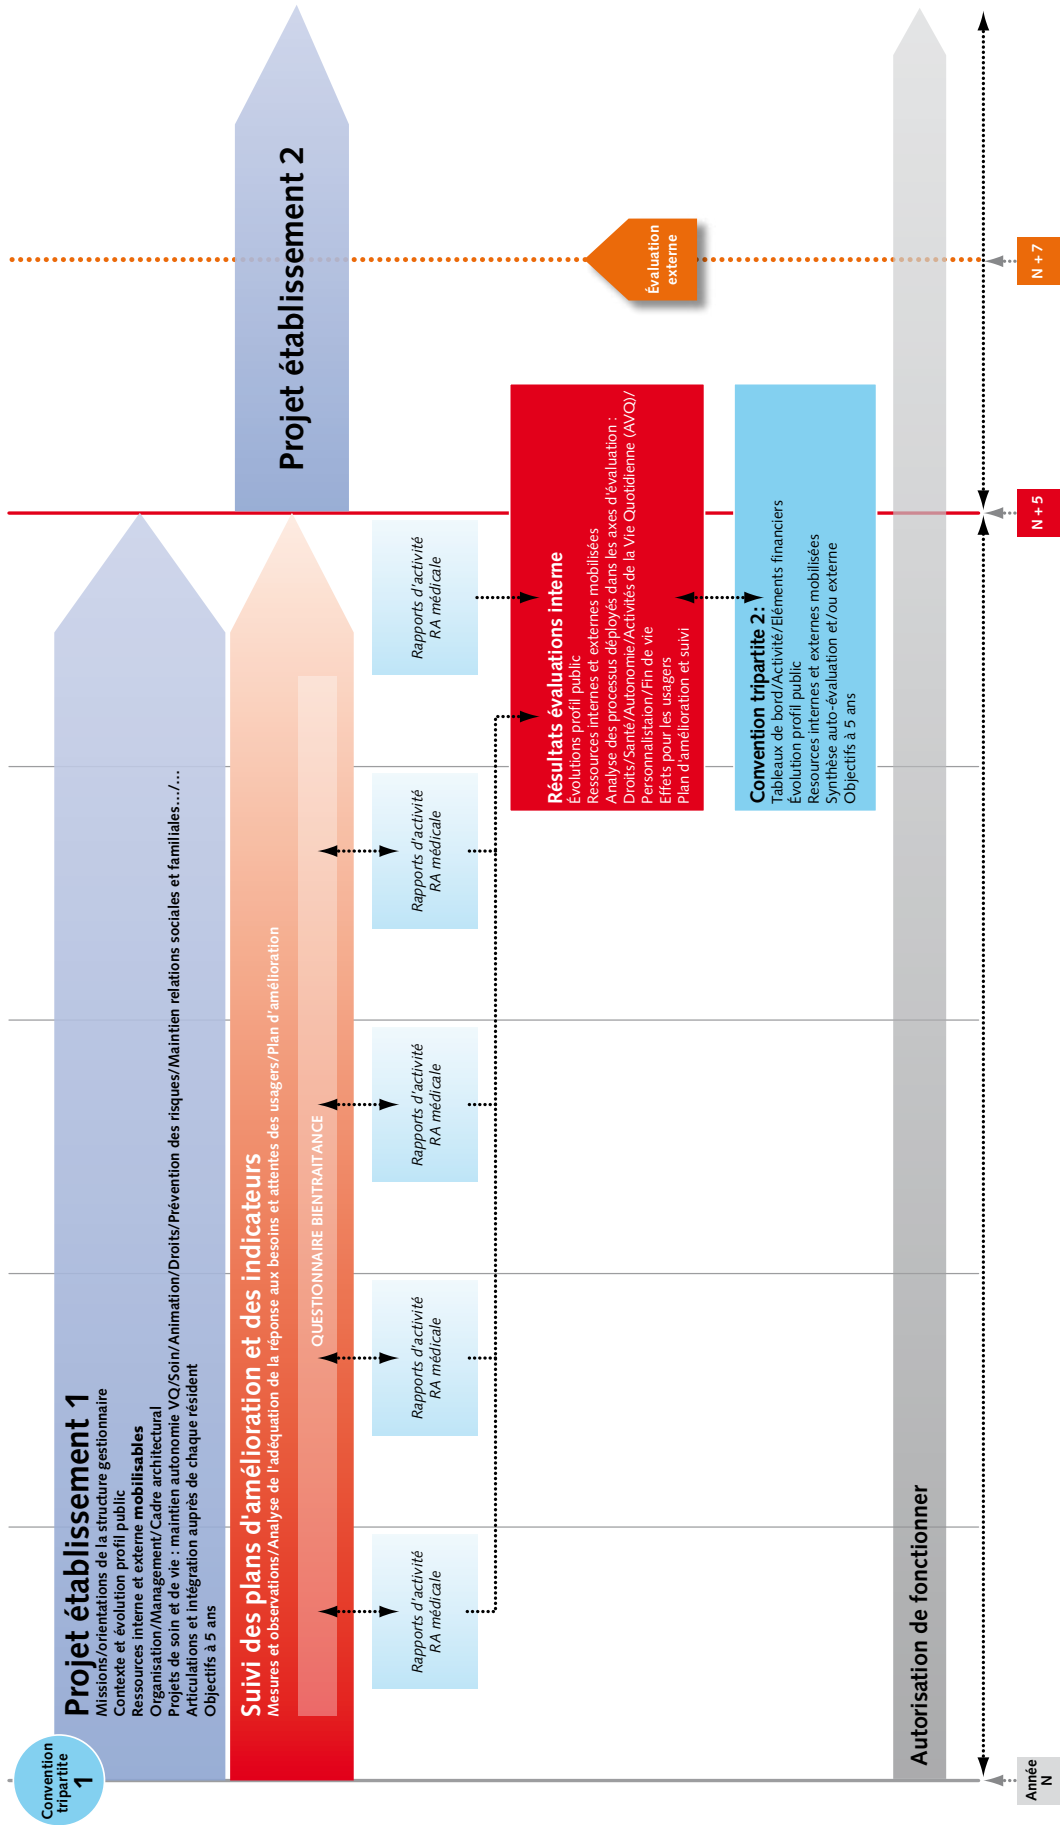 Convention
tripartite
1
Projet établissement 1
Missions/orientations de la structure gestionnaire
Contexte et évolution profil public
Ressources interne et externe mobilisables
Organisation/Management/Cadre architectural
Projets de soin et de vie : maintien autonomie VQ/Soin/Animation/Droits/Prévention des risques/Maintien relations sociales et familiales.../...
Articulations et intégration auprès de chaque résident
Objectifs à 5 ans
Projet établissement 2
Suivi des plans d'amélioration et des indicateurs
Mesures et observations/Analyse de l'adéquation de la réponse aux besoins et attentes des usagers/Plan d'amélioration
QUESTIONNAIRE BIENTRAITANCE
Rapports d'activité
RA médicale
Rapports d'activité
RA médicale
Rapports d'activité
RA médicale
Rapports d'activité
RA médicale
Rapports d'activité
RA médicale
Résultats évaluations interne
Évolutions profil public
Ressources internes et externes mobilisées
Analyse des processus déployés dans les axes d'évaluation :
Droits/Santé/Autonomie/Activités de la Vie Quotidienne (AVQ)/
Personnalistaion/Fin de vie
Effets pour les usagers
Plan d'amélioration et suivi
Évaluation
externe
Convention tripartite 2:
Tableaux de bord/Activité/Eléments financiers
Évolution profil public
Resources internes et externes mobilisées
Synthèse auto-évaluation et/ou externe
Objectifs à 5 ans
Autorisation de fonctionner
Année
N
N + 5
N + 7